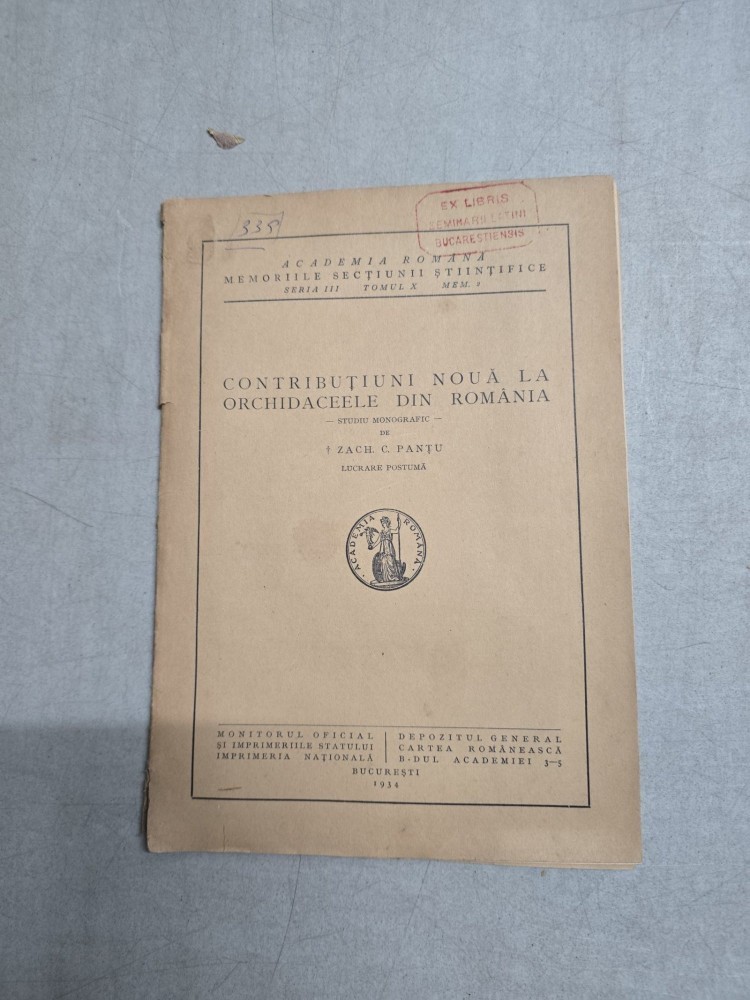 335
EX LIBRIS
SEMINARII LATINI
BUCARESTIENSIS
ACADEMIA ROMÂNĂ
MEMORIILE SECȚIUNII ȘTIINȚIFICE
SERIA III TOMUL X MEM. 2
CONTRIBUȚIUNI NOUĂ LA
ORCHIDACEELE DIN ROMÂNIA
— STUDIU MONOGRAFIC —
DE
† ZACH. C. PANȚU
LUCRARE POSTUMĂ
ACADEMIA ROMÂNĂ
MONITORUL OFICIAL
ȘI IMPRIMERIILE STATULUI
IMPRIMERIA NAȚIONALĂ
DEPOZITUL GENERAL
CARTEA ROMÂNEASCĂ
B-DUL ACADEMIEI 3—5
BUCUREȘTI
1934